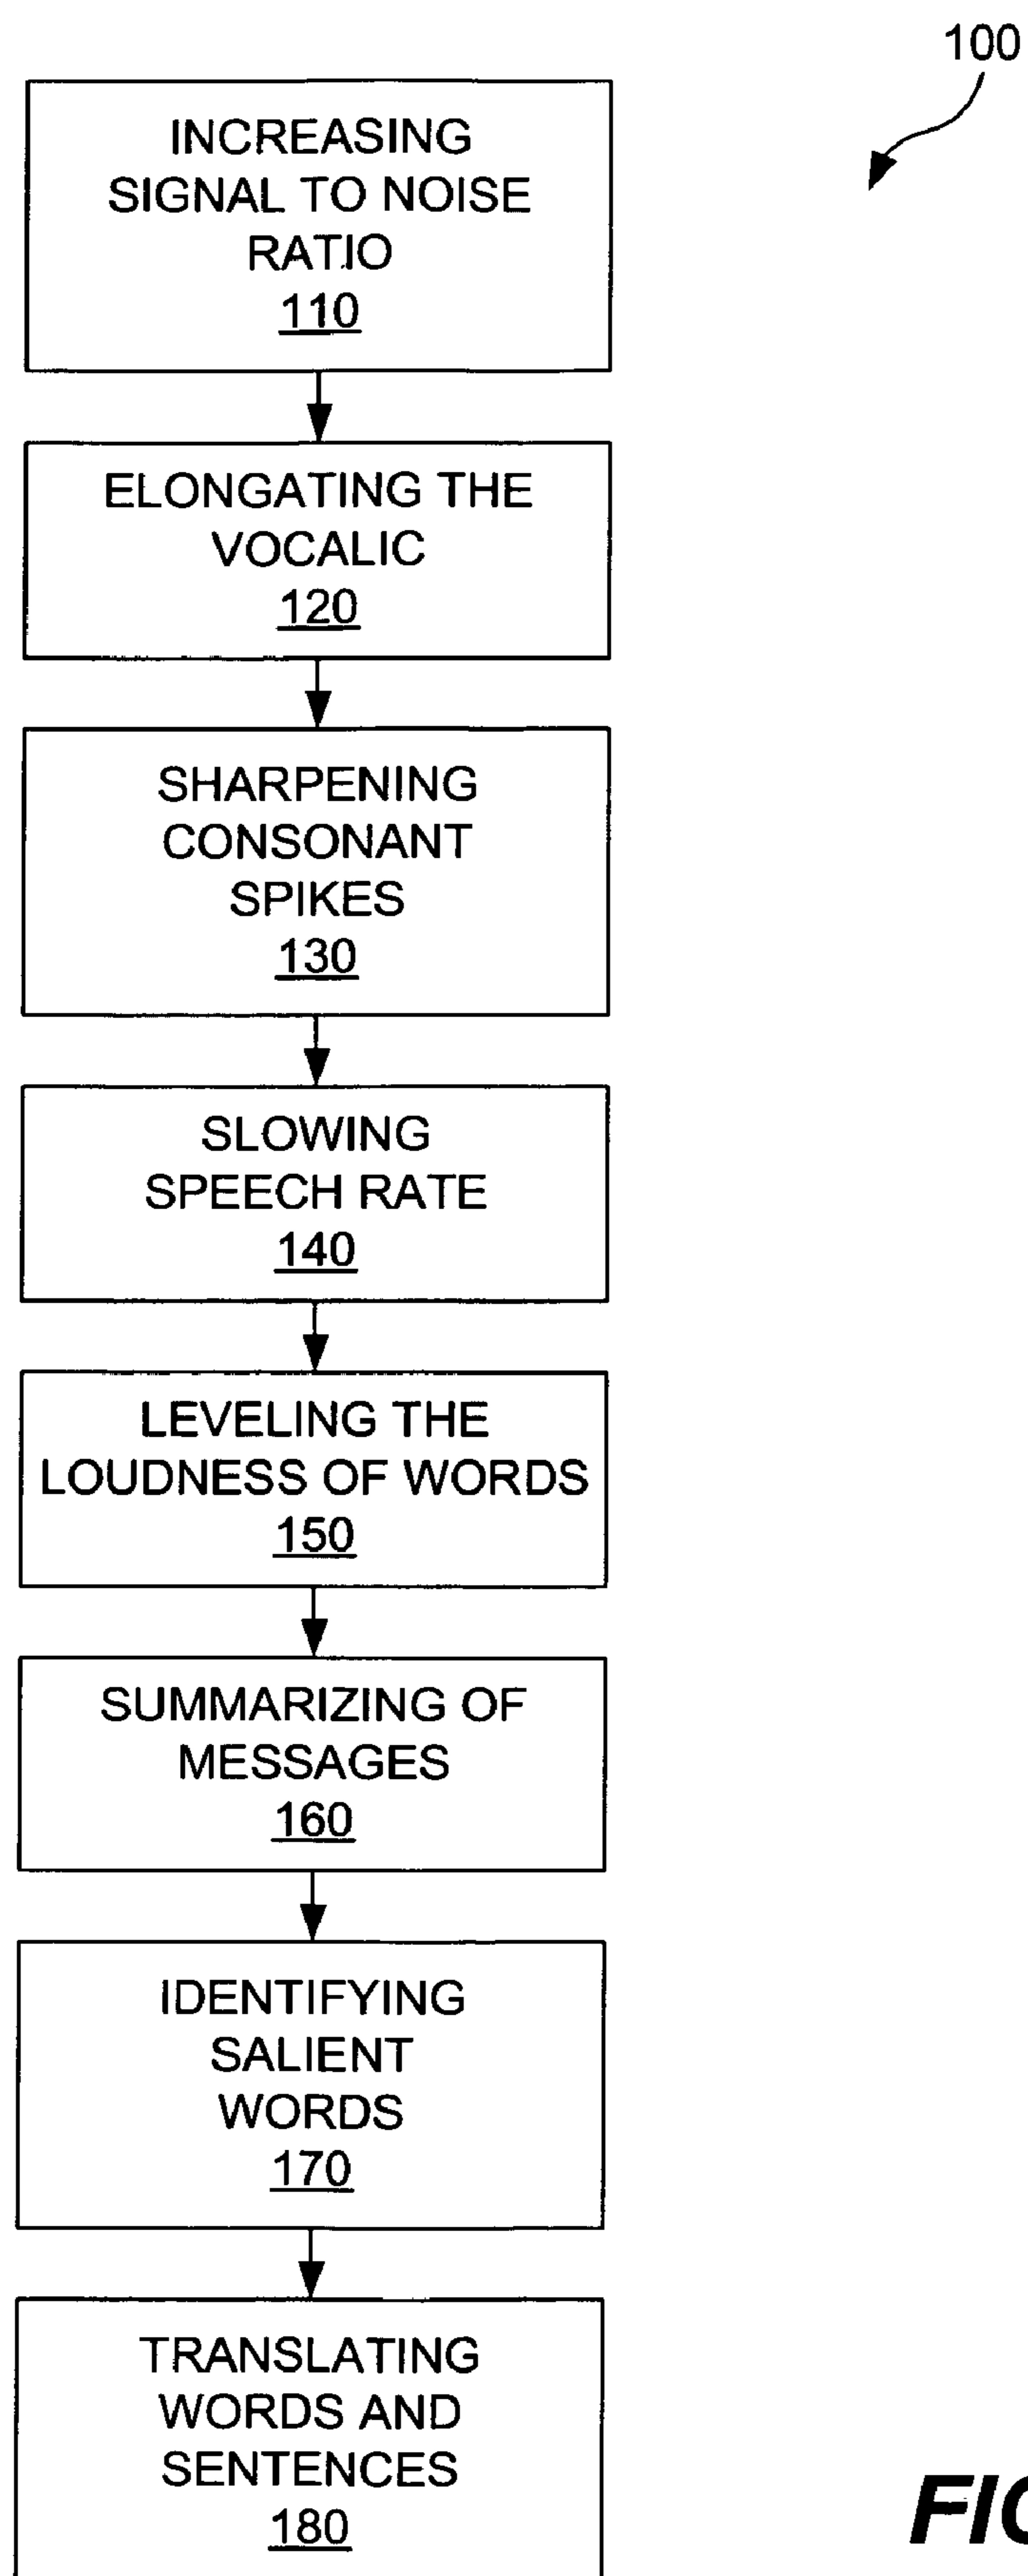 100
INCREASING
SIGNAL TO NOISE
RATIO
110
ELONGATING THE
VOCALIC
120
SHARPENING
CONSONANT
SPIKES
130
SLOWING
SPEECH RATE
140
LEVELING THE
LOUDNESS OF WORDS
150
SUMMARIZING OF
MESSAGES
160
IDENTIFYING
SALIENT
WORDS
170
TRANSLATING
WORDS AND
SENTENCES
180